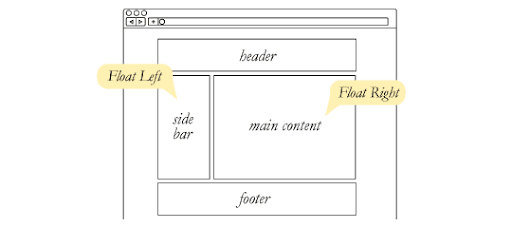 header
Float Left
Float Right
side
bar
main content
footer